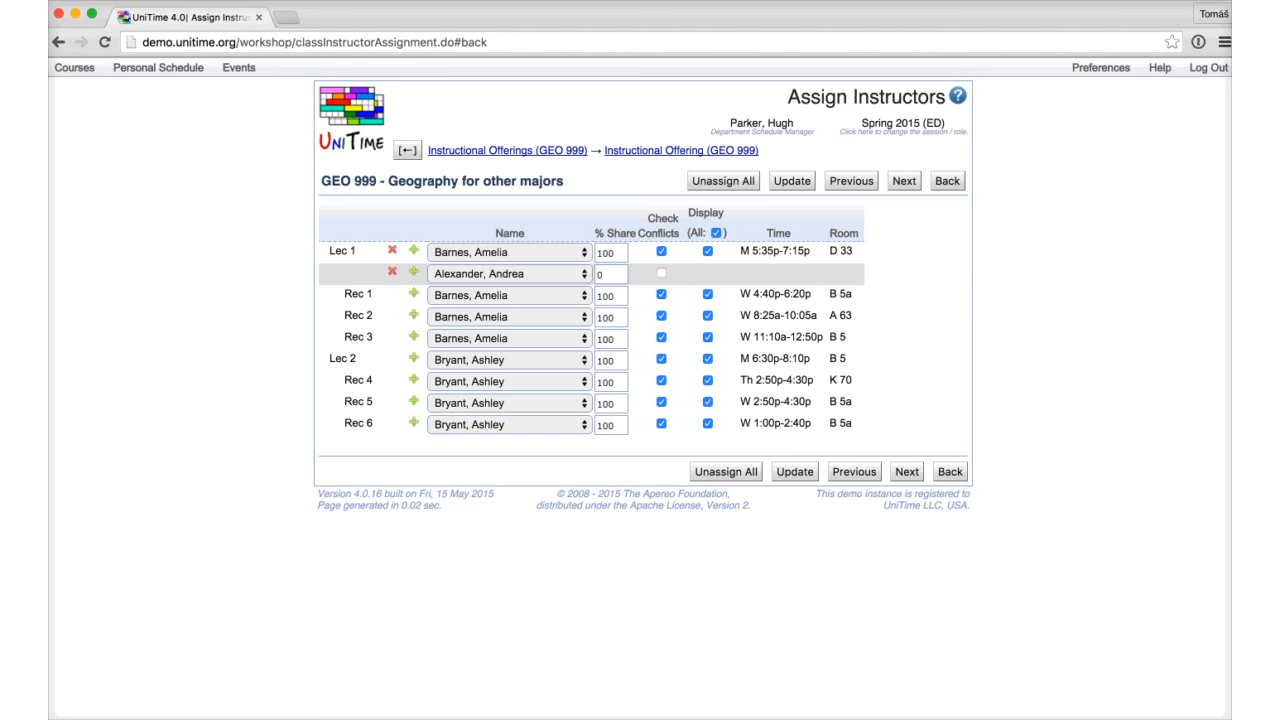 UniTime 4.0| Assign Instru
Tomáš
demo.unitime.org/workshop/classInstructorAssignment.do#back
Courses Personal Schedule Events Preferences Help Log Out
UniTime
Assign Instructors ?
Parker, Hugh Spring 2015 (ED)
Department Schedule Manager Click here to change the session / role.
[←] Instructional Offerings (GEO 999) → Instructional Offering (GEO 999)
GEO 999 - Geography for other majors Unassign All Update Previous Next Back
Check Display
Name % Share Conflicts (All: ) Time Room
Lec 1 Barnes, Amelia 100 M 5:35p-7:15p D 33
Alexander, Andrea 0
Rec 1 Barnes, Amelia 100 W 4:40p-6:20p B 5a
Rec 2 Barnes, Amelia 100 W 8:25a-10:05a A 63
Rec 3 Barnes, Amelia 100 W 11:10a-12:50p B 5
Lec 2 Bryant, Ashley 100 M 6:30p-8:10p B 5
Rec 4 Bryant, Ashley 100 Th 2:50p-4:30p K 70
Rec 5 Bryant, Ashley 100 W 2:50p-4:30p B 5a
Rec 6 Bryant, Ashley 100 W 1:00p-2:40p B 5a
Unassign All Update Previous Next Back
Version 4.0.16 built on Fri, 15 May 2015 © 2008 - 2015 The Apereo Foundation, This demo instance is registered to
Page generated in 0.02 sec. distributed under the Apache License, Version 2. UniTime LLC, USA.